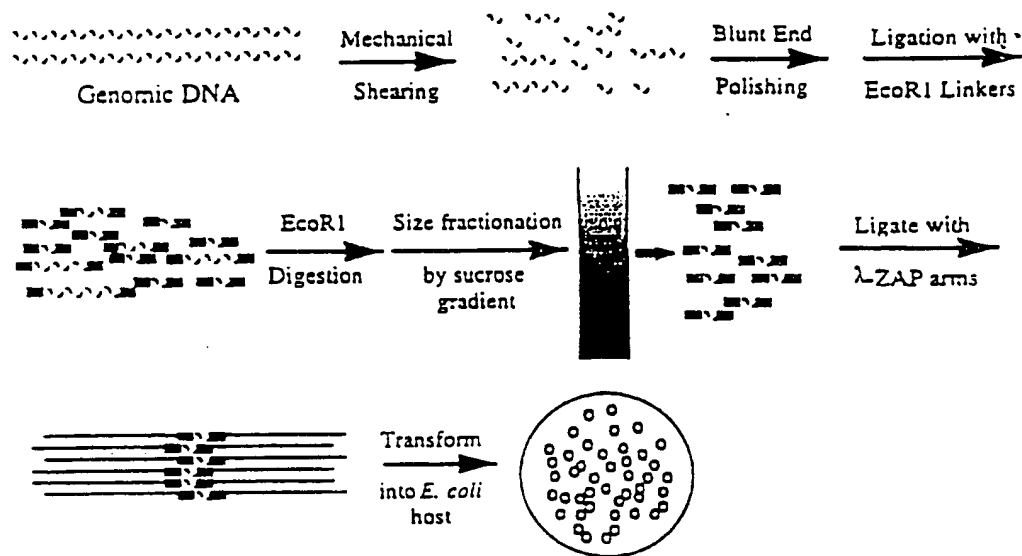 Mechanical
Shearing
Blunt End
Polishing
Ligation with
EcoR1 Linkers
Genomic DNA
EcoR1
Digestion
Size fractionation
by sucrose
gradient
Ligate with
λ-ZAP arms
Transform
into E. coli
host